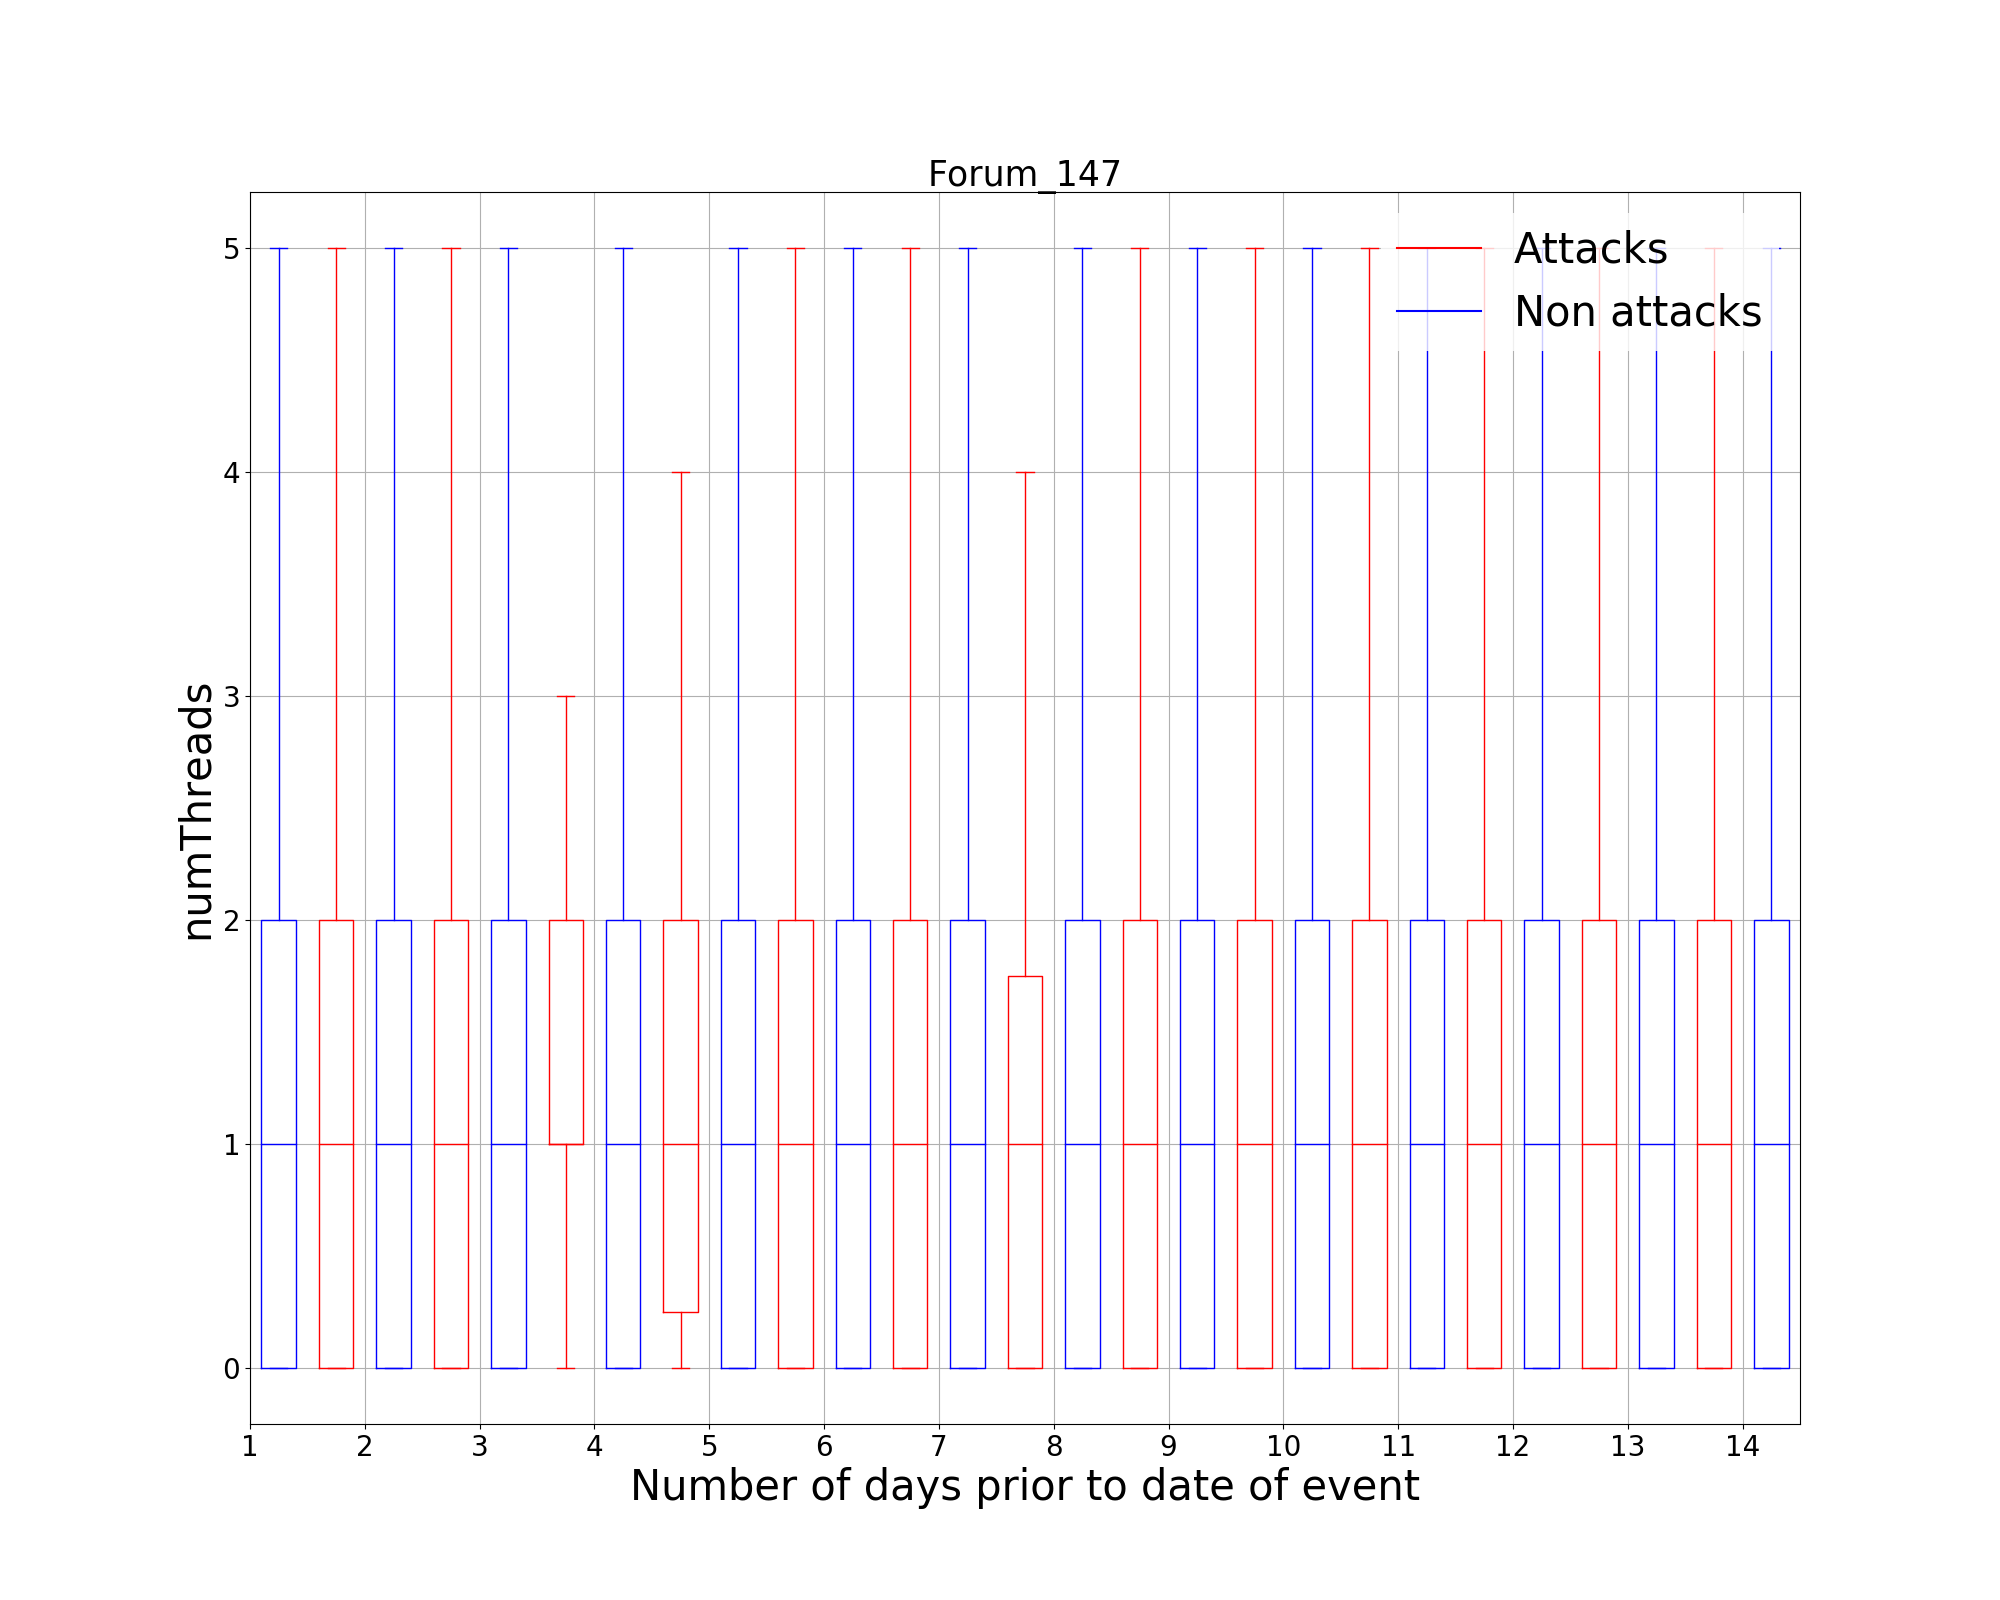 Forum_147
Attacks
Non attacks
numThreads
5
4
3
2
1
0
1 2 3 4 5 6 7 8 9 10 11 12 13 14
Number of days prior to date of event